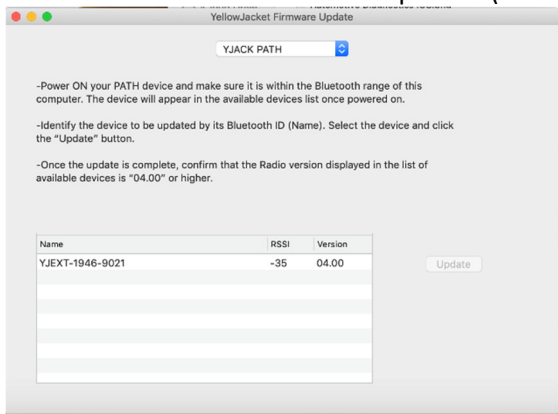 YellowJacket Firmware Update
YJACK PATH
-Power ON your PATH device and make sure it is within the Bluetooth range of this
computer. The device will appear in the available devices list once powered on.
-Identify the device to be updated by its Bluetooth ID (Name). Select the device and click
the “Update” button.
-Once the update is complete, confirm that the Radio version displayed in the list of
available devices is “04.00” or higher.
Name RSSI Version
YJEXT-1946-9021 -35 04.00
Update